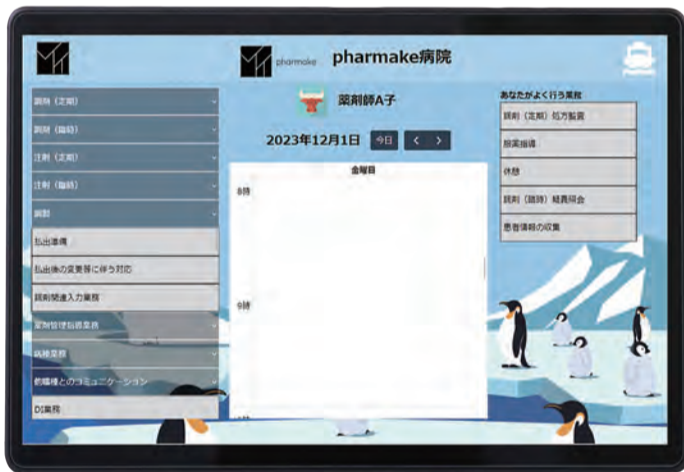 pharmake
pharmake病院
調剤（定期）
調剤（臨時）
注射（定期）
注射（臨時）
調製
払出準備
払出後の変更等に伴う対応
調剤関連入力業務
薬剤管理指導業務
病棟業務
他職種とのコミュニケーション
DI業務
薬剤師A子
2023年12月1日
今日
金曜日
8時
9時
あなたがよく行う業務
調剤（定期）処方監査
服薬指導
休憩
調剤（臨時）疑義照会
患者情報の収集